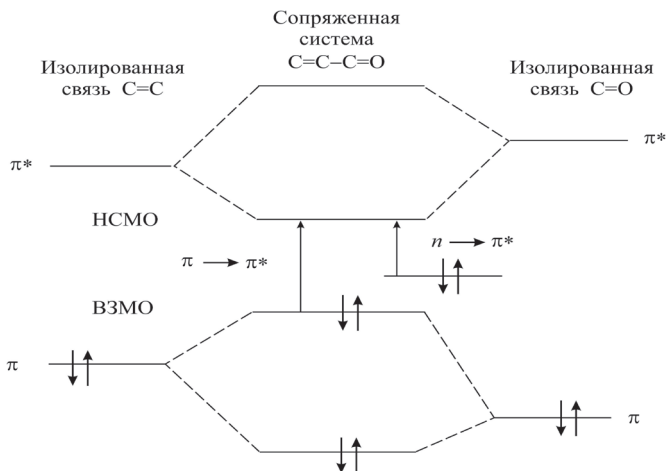 Сопряженная
система
C=C–C=O
Изолированная
связь C=C
Изолированная
связь C=O
π*
π*
НСМО
n → π*
π → π*
ВЗМО
π
π